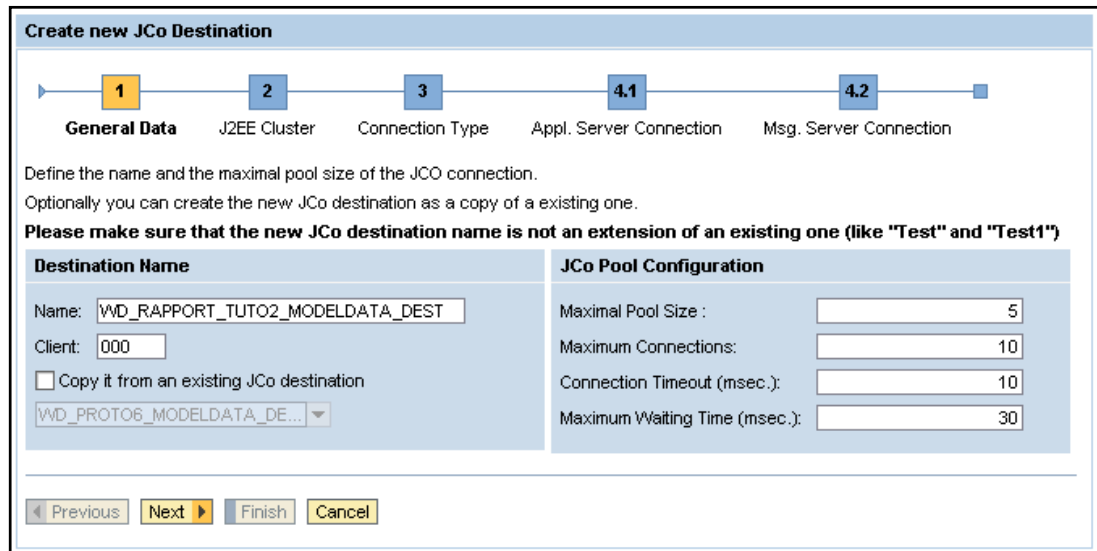 Create new JCo Destination
1 2 3 4.1 4.2
General Data J2EE Cluster Connection Type Appl. Server Connection Msg. Server Connection
Define the name and the maximal pool size of the JCO connection.
Optionally you can create the new JCo destination as a copy of a existing one.
Please make sure that the new JCo destination name is not an extension of an existing one (like "Test" and "Test1")
Destination Name
Name: WD_RAPPORT_TUTO2_MODELDATA_DEST
Client: 000
Copy it from an existing JCo destination
WD_PROTO6_MODELDATA_DE...
JCo Pool Configuration
Maximal Pool Size : 5
Maximum Connections: 10
Connection Timeout (msec.): 10
Maximum Waiting Time (msec.): 30
Previous Next Finish Cancel